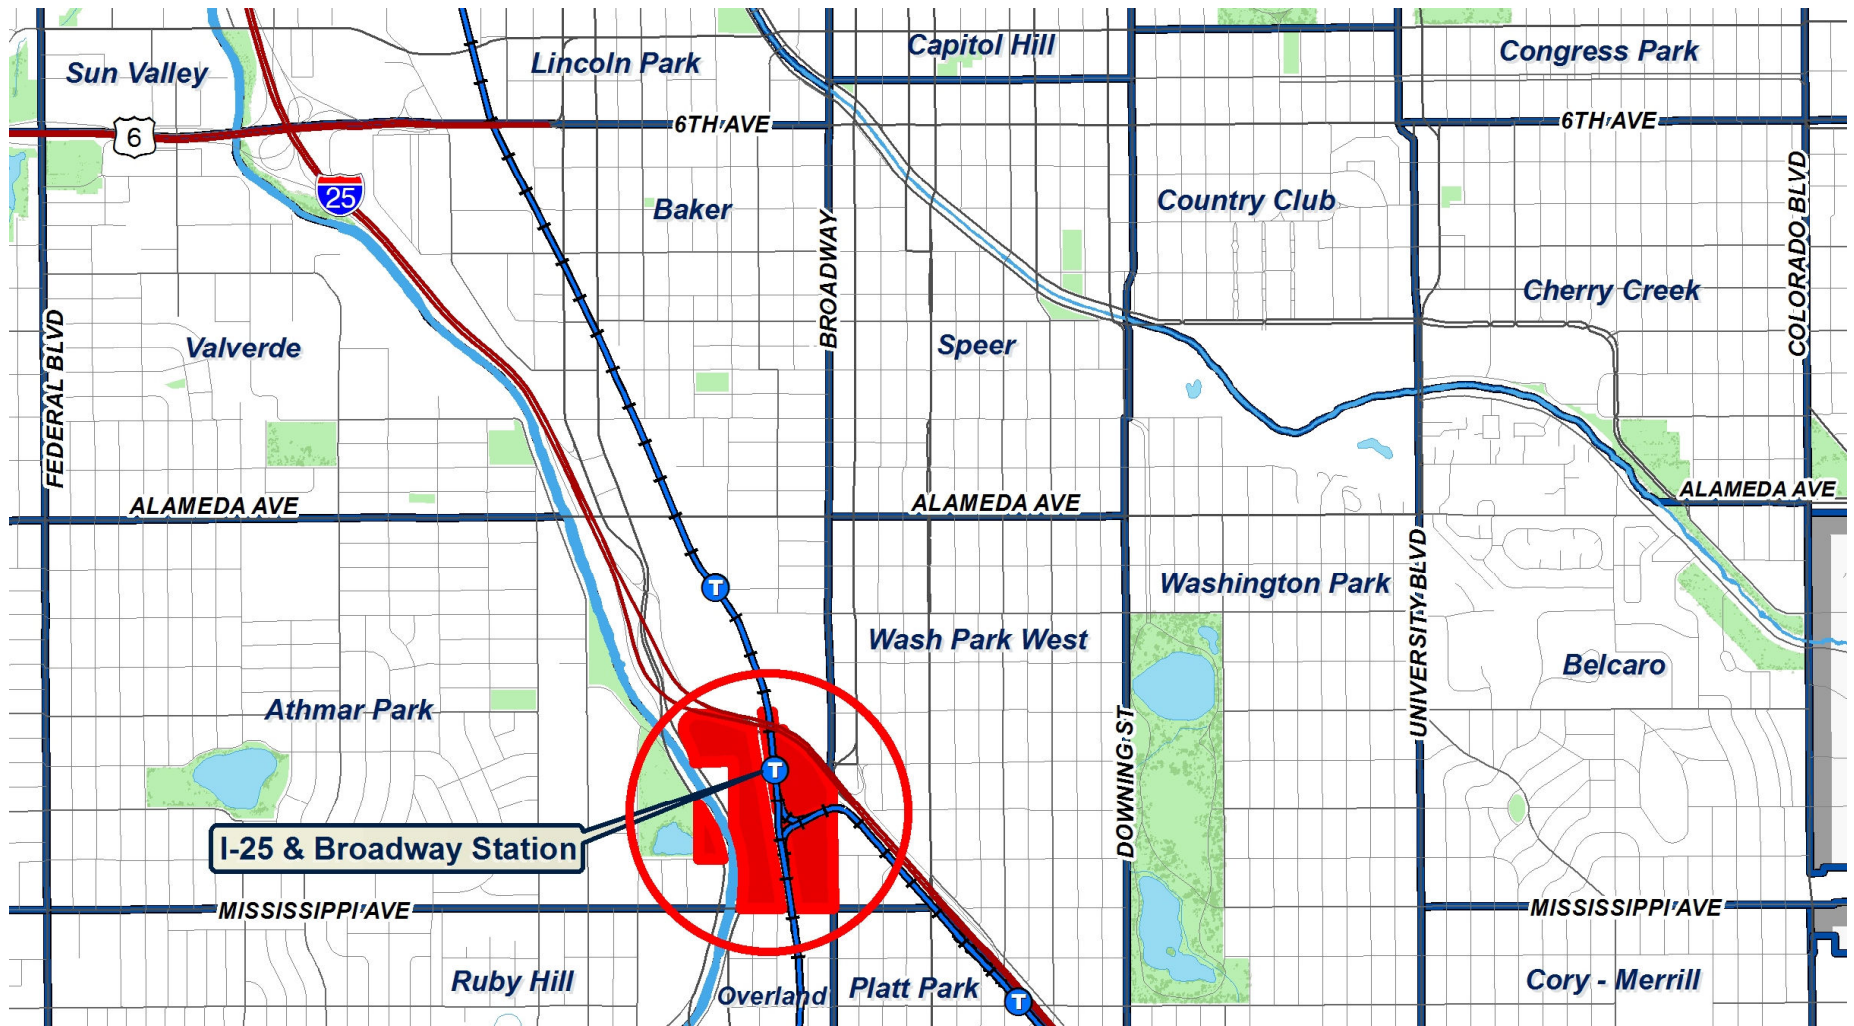 Capitol Hill
Congress Park
Lincoln Park
Sun Valley
6TH AVE
6TH AVE
6
25
Baker
Country Club
COLORADO BLVD
BROADWAY
Cherry Creek
Valverde
Speer
FEDERAL BLVD
ALAMEDA AVE
ALAMEDA AVE
ALAMEDA AVE
T
Washington Park
UNIVERSITY BLVD
Wash Park West
Belcaro
Athmar Park
T
DOWNING ST
I-25 & Broadway Station
MISSISSIPPI AVE
MISSISSIPPI AVE
Ruby Hill
Overland
Platt Park
Cory - Merrill
T